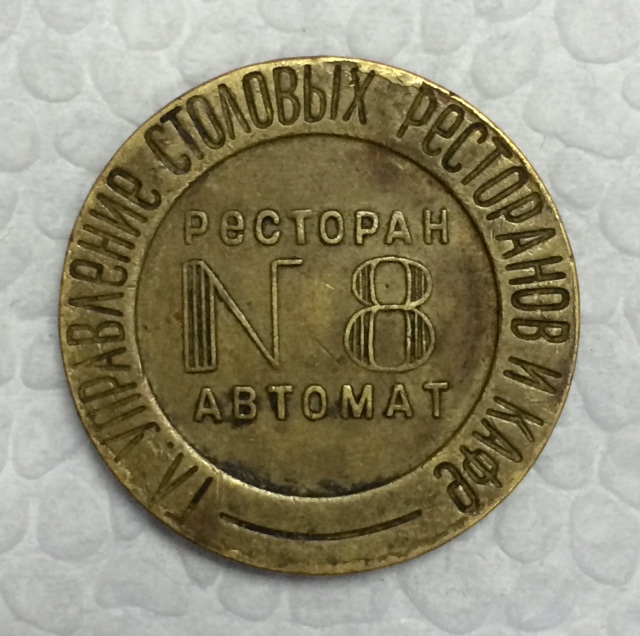 ГЛ. УПРАВЛЕНИЕ СТОЛОВЫХ РЕСТОРАНОВ И КАФЕ
РЕСТОРАН
N 8
АВТОМАТ